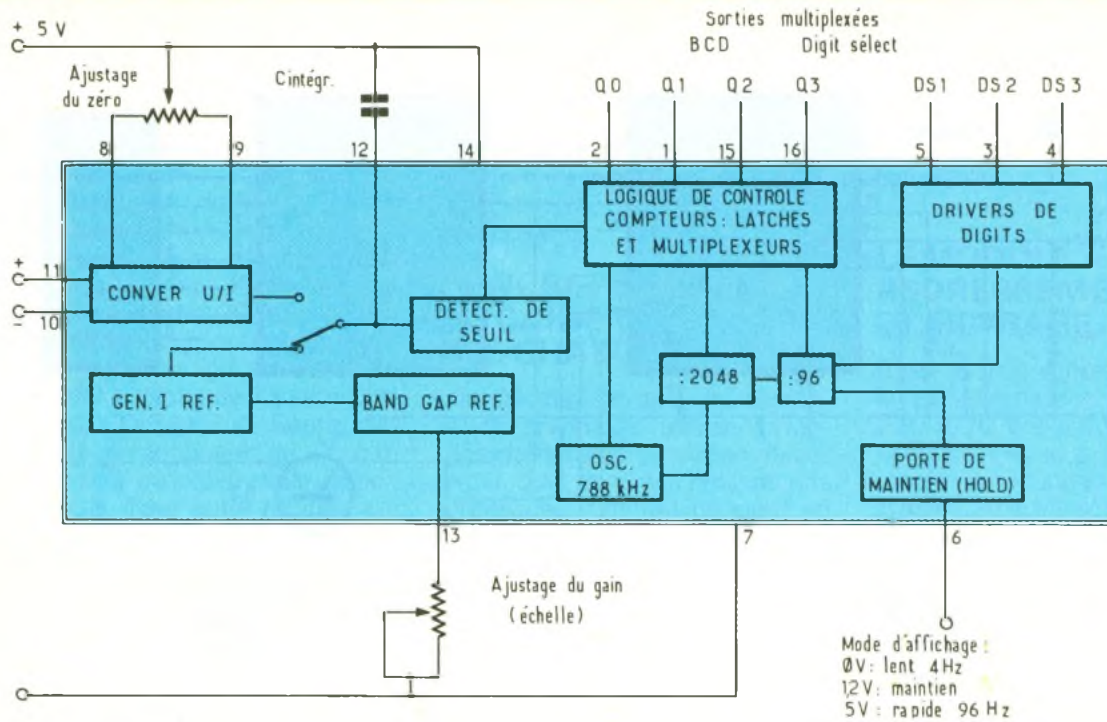 + 5 V
Sorties multiplexées
BCD Digit sélect
Ajustage
du zéro
C intégr.
Q0 Q1 Q2 Q3 DS1 DS2 DS3
8 9 12 14 2 1 15 16 5 3 4
LOGIQUE DE CONTROLE
COMPTEURS: LATCHES
ET MULTIPLEXEURS
DRIVERS DE
DIGITS
+ 11
- 10
CONVER U/I
DETECT. DE
SEUIL
GEN. I REF.
BAND GAP REF.
:2048
:96
OSC.
788 kHz
PORTE DE
MAINTIEN (HOLD)
13 7 6
Ajustage du gain
(échelle)
Mode d'affichage:
0V: lent 4Hz
1,2V: maintien
5V: rapide 96 Hz